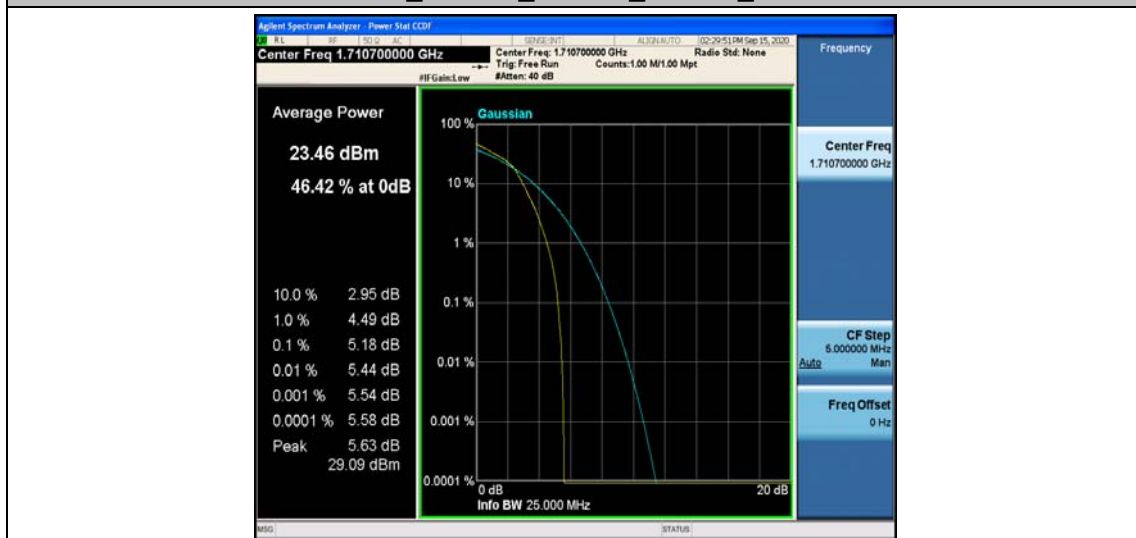 Agilent Spectrum Analyzer - Power Stat CCDF
RL RF 50 Ω AC SENSE:INT ALIGN AUTO 02:29:51 PM Sep 15, 2020
Center Freq 1.710700000 GHz
Center Freq: 1.710700000 GHz Radio Std: None
Trig: Free Run Counts:1.00 M/1.00 Mpt
#IFGain:Low #Atten: 40 dB
Frequency
Average Power
23.46 dBm
46.42 % at 0dB
10.0 % 2.95 dB
1.0 % 4.49 dB
0.1 % 5.18 dB
0.01 % 5.44 dB
0.001 % 5.54 dB
0.0001 % 5.58 dB
Peak 5.63 dB
29.09 dBm
Gaussian
100 %
10 %
1 %
0.1 %
0.01 %
0.001 %
0.0001 %
0 dB 20 dB
Info BW 25.000 MHz
Center Freq
1.710700000 GHz
CF Step
5.000000 MHz
Auto Man
Freq Offset
0 Hz
MSG STATUS